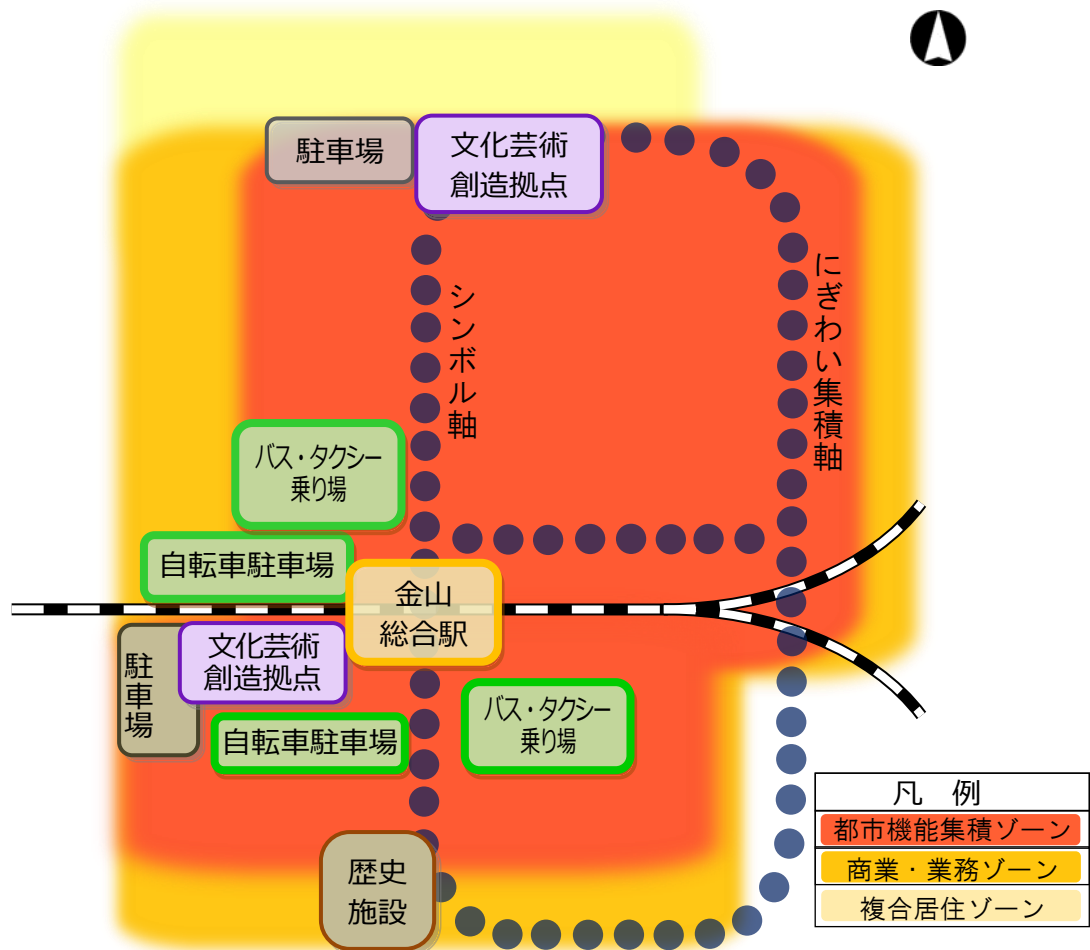 駐車場
文化芸術
創造拠点
シンボル軸
にぎわい集積軸
バス・タクシー
乗り場
自転車駐車場
金山
総合駅
駐車場
文化芸術
創造拠点
自転車駐車場
バス・タクシー
乗り場
歴史
施設
凡 例
都市機能集積ゾーン
商業・業務ゾーン
複合居住ゾーン